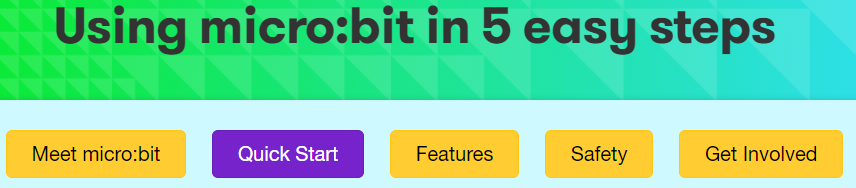 Using micro:bit in 5 easy steps
Meet micro:bit Quick Start Features Safety Get Involved